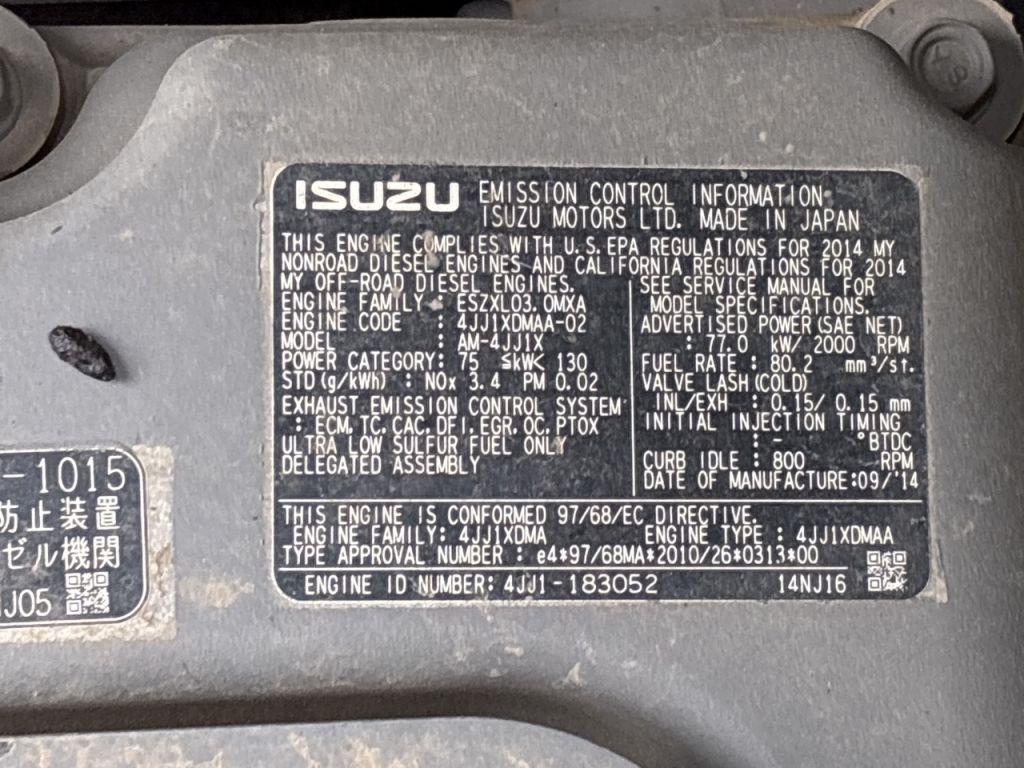 ISUZU EMISSION CONTROL INFORMATION
ISUZU MOTORS LTD. MADE IN JAPAN
THIS ENGINE COMPLIES WITH U.S.EPA REGULATIONS FOR 2014 MY
NONROAD DIESEL ENGINES AND CALIFORNIA REGULATIONS FOR 2014
MY OFF-ROAD DIESEL ENGINES.
ENGINE FAMILY : ESZXL03.0MXA
ENGINE CODE : 4JJ1XDMAA-02
MODEL : AM-4JJ1X
POWER CATEGORY: 75 ≦kW< 130
STD(g/kWh) : NOx 3.4 PM 0.02
EXHAUST EMISSION CONTROL SYSTEM
: ECM, TC, CAC, DFI, EGR, OC, PTOX
ULTRA LOW SULFUR FUEL ONLY
DELEGATED ASSEMBLY
SEE SERVICE MANUAL FOR
MODEL SPECIFICATIONS.
ADVERTISED POWER(SAE NET)
: 77.0 kW/ 2000 RPM
FUEL RATE : 80.2 mm³/st.
VALVE LASH(COLD)
INL/EXH : 0.15/ 0.15 mm
INITIAL INJECTION TIMING
: - °BTDC
CURB IDLE : 800 RPM
DATE OF MANUFACTURE:09/'14
THIS ENGINE IS CONFORMED 97/68/EC DIRECTIVE.
ENGINE FAMILY: 4JJ1XDMA ENGINE TYPE : 4JJ1XDMAA
TYPE APPROVAL NUMBER : e4*97/68MA*2010/26*0313*00
ENGINE ID NUMBER: 4JJ1-183052 14NJ16
-1015
防止装置
ゼル機関
J05